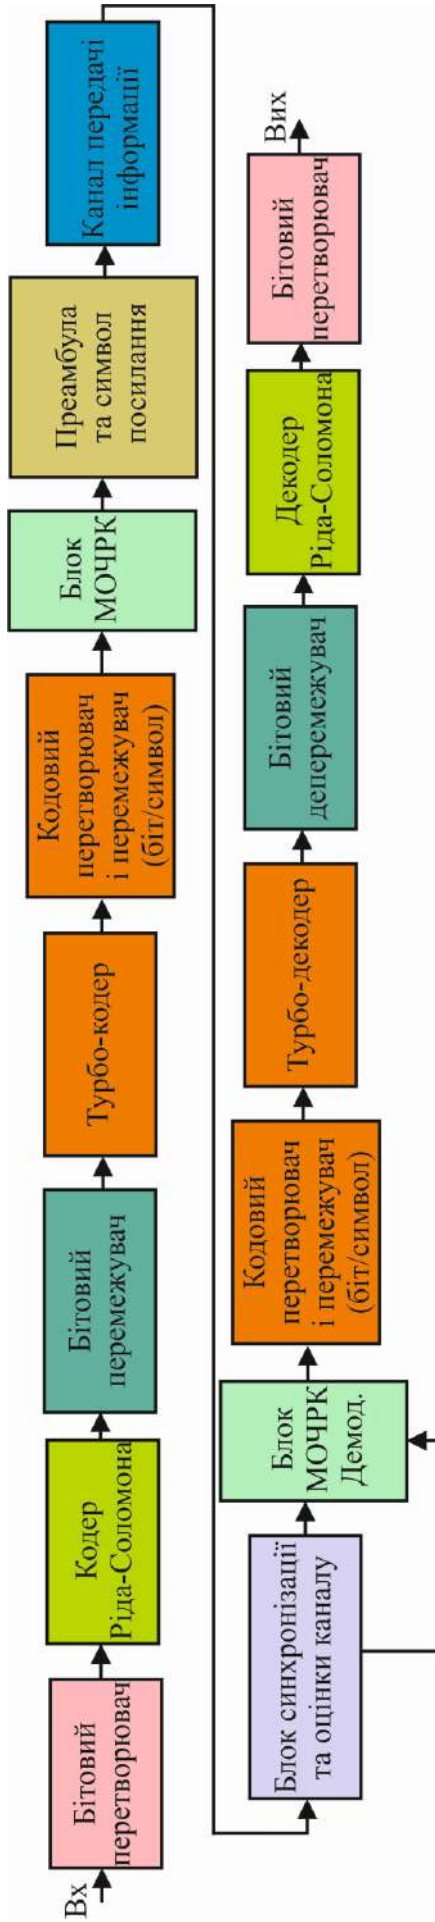 Вх
Бітовий
перетворювач
Кодер
Ріда-Соломона
Бітовий
перемежувач
Турбо-кодер
Кодовий
перетворювач
і перемежувач
(біт/символ)
Блок
МОЧРК
Преамбула
та символ
посилання
Канал передачі
інформації
Блок синхронізації
та оцінки каналу
Блок
МОЧРК
Демод.
Кодовий
перетворювач
і перемежувач
(біт/символ)
Турбо-декодер
Бітовий
деперемежувач
Декодер
Ріда-Соломона
Бітовий
перетворювач
Вих